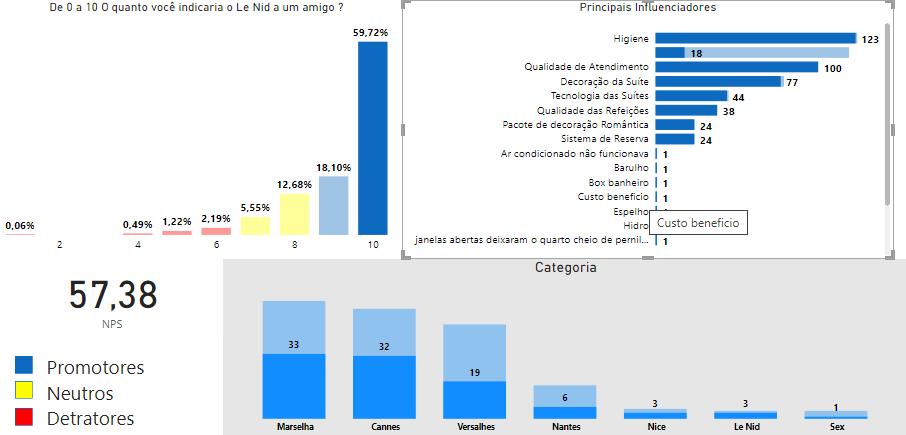 De 0 a 10 O quanto você indicaria o Le Nid a um amigo ?
59,72%
18,10%
12,68%
5,55%
2,19%
1,22%
0,49%
0,06%
2
4
6
8
10
Principais Influenciadores
Higiene 123
18
Qualidade de Atendimento 100
Decoração da Suíte 77
Tecnologia das Suítes 44
Qualidade das Refeições 38
Pacote de decoração Romântica 24
Sistema de Reserva 24
Ar condicionado não funcionava 1
Barulho 1
Box banheiro 1
Custo beneficio 1
Espelho
Hidro
Custo beneficio
janelas abertas deixaram o quarto cheio de pernil... 1
57,38
NPS
Promotores
Neutros
Detratores
Categoria
33
32
19
6
3
3
1
Marselha
Cannes
Versalhes
Nantes
Nice
Le Nid
Sex